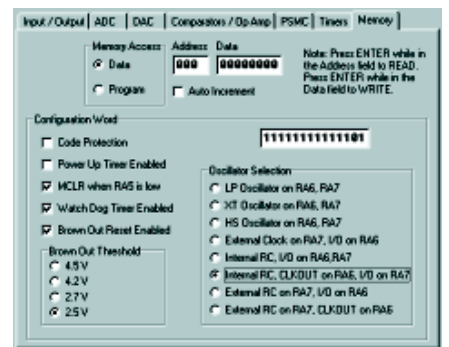 Input / Output | ADC | DAC | Comparators / Op Amp | PSMC | Timers | Memory
Memory Access
Data
Program
Address Data
000 00000000
Auto Increment
Note: Press ENTER while in
the Address field to READ.
Press ENTER while in the
Data field to WRITE.
Configuration Word
Code Protection
Power Up Timer Enabled
MCLR when RA5 is low
Watch Dog Timer Enabled
Brown Out Reset Enabled
Brown Out Threshold
4.5 V
4.2 V
2.7 V
2.5 V
Oscillator Selection
LP Oscillator on RA6, RA7
XT Oscillator on RA6, RA7
HS Oscillator on RA6, RA7
External Clock on RA7, I/O on RA6
Internal RC, I/O on RA6,RA7
Internal RC, CLKOUT on RA6, I/O on RA7
External RC on RA7, I/O on RA6
External RC on RA7, CLKOUT on RA6